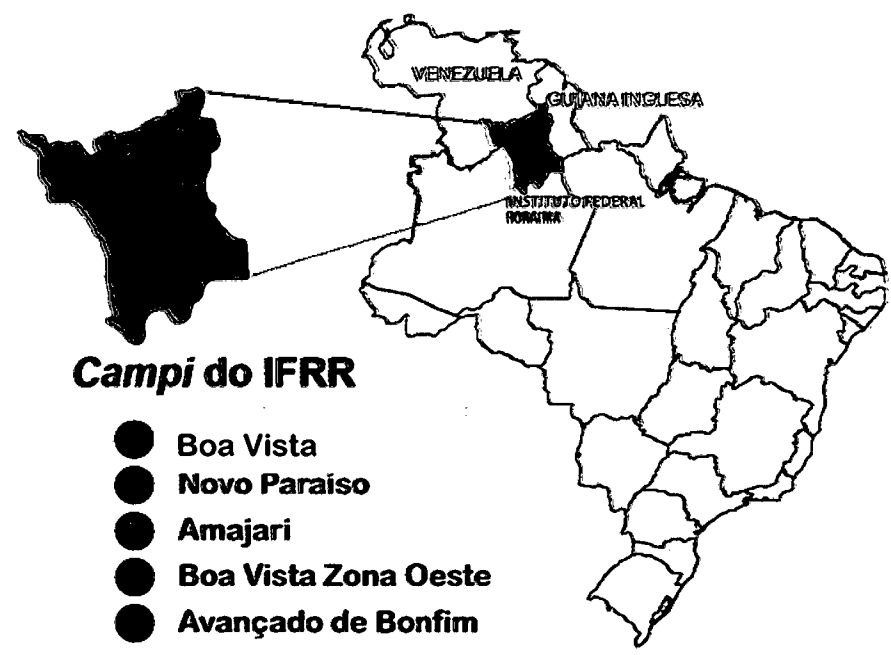 VENEZUELA
GUIANA INGLESA
INSTITUTO FEDERAL
RORAIMA
Campi do IFRR
Boa Vista
Novo Paraiso
Amajari
Boa Vista Zona Oeste
Avançado de Bonfim